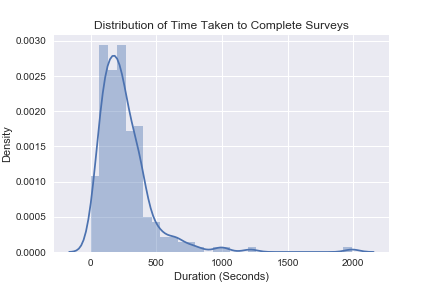 Distribution of Time Taken to Complete Surveys
0.0030
0.0025
0.0020
0.0015
0.0010
0.0005
0.0000
Density
0 500 1000 1500 2000
Duration (Seconds)